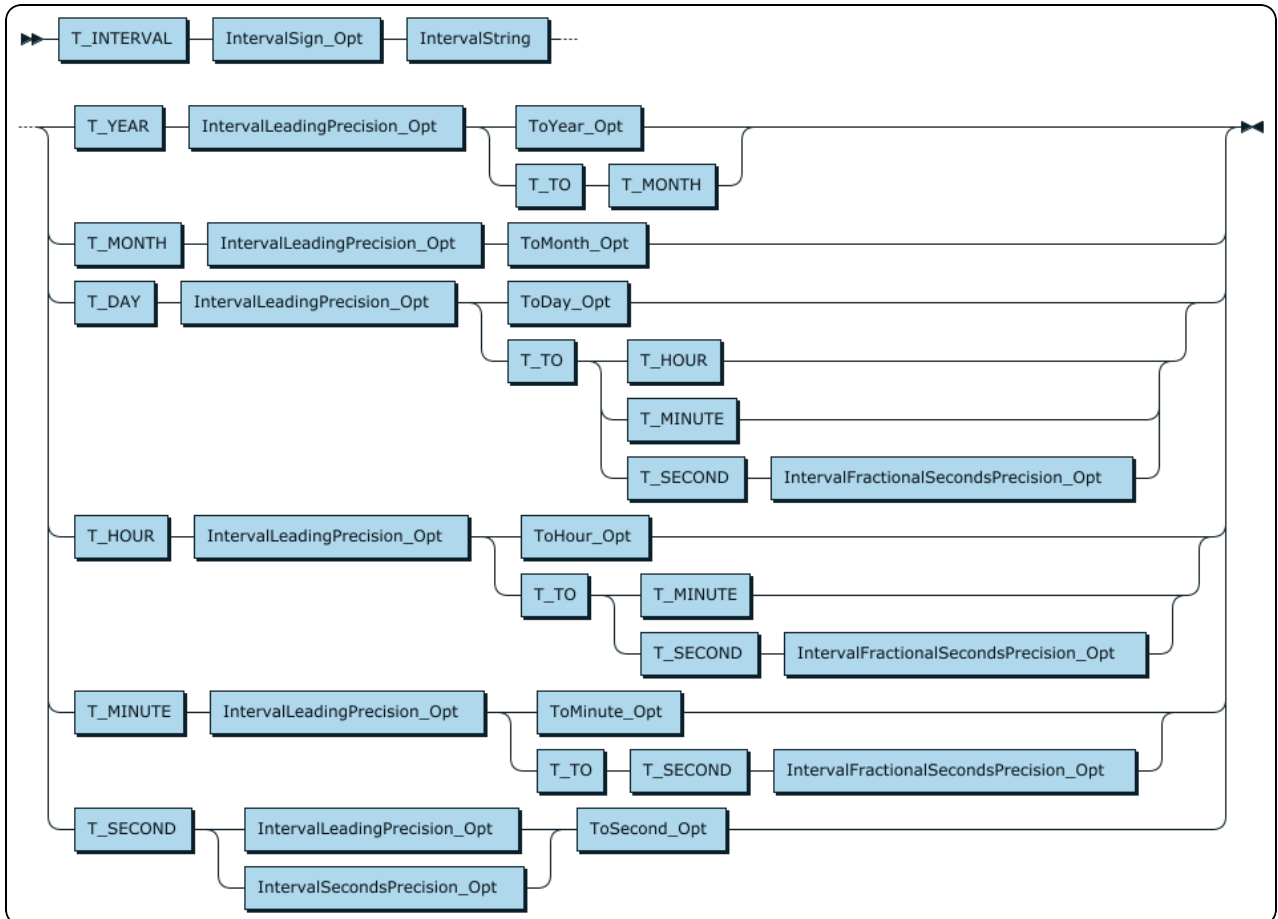 T_INTERVAL IntervalSign_Opt IntervalString
T_YEAR IntervalLeadingPrecision_Opt ToYear_Opt
T_TO T_MONTH
T_MONTH IntervalLeadingPrecision_Opt ToMonth_Opt
T_DAY IntervalLeadingPrecision_Opt ToDay_Opt
T_TO T_HOUR
T_MINUTE
T_SECOND IntervalFractionalSecondsPrecision_Opt
T_HOUR IntervalLeadingPrecision_Opt ToHour_Opt
T_TO T_MINUTE
T_SECOND IntervalFractionalSecondsPrecision_Opt
T_MINUTE IntervalLeadingPrecision_Opt ToMinute_Opt
T_TO T_SECOND IntervalFractionalSecondsPrecision_Opt
T_SECOND IntervalLeadingPrecision_Opt ToSecond_Opt
IntervalSecondsPrecision_Opt